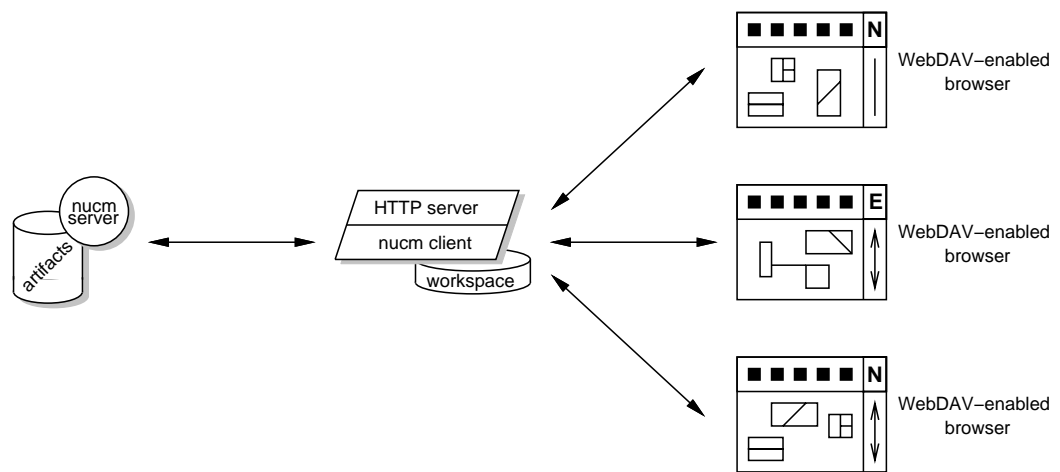 nucm
server
artifacts
HTTP server
nucm client
workspace
N
WebDAV−enabled
browser
E
WebDAV−enabled
browser
N
WebDAV−enabled
browser